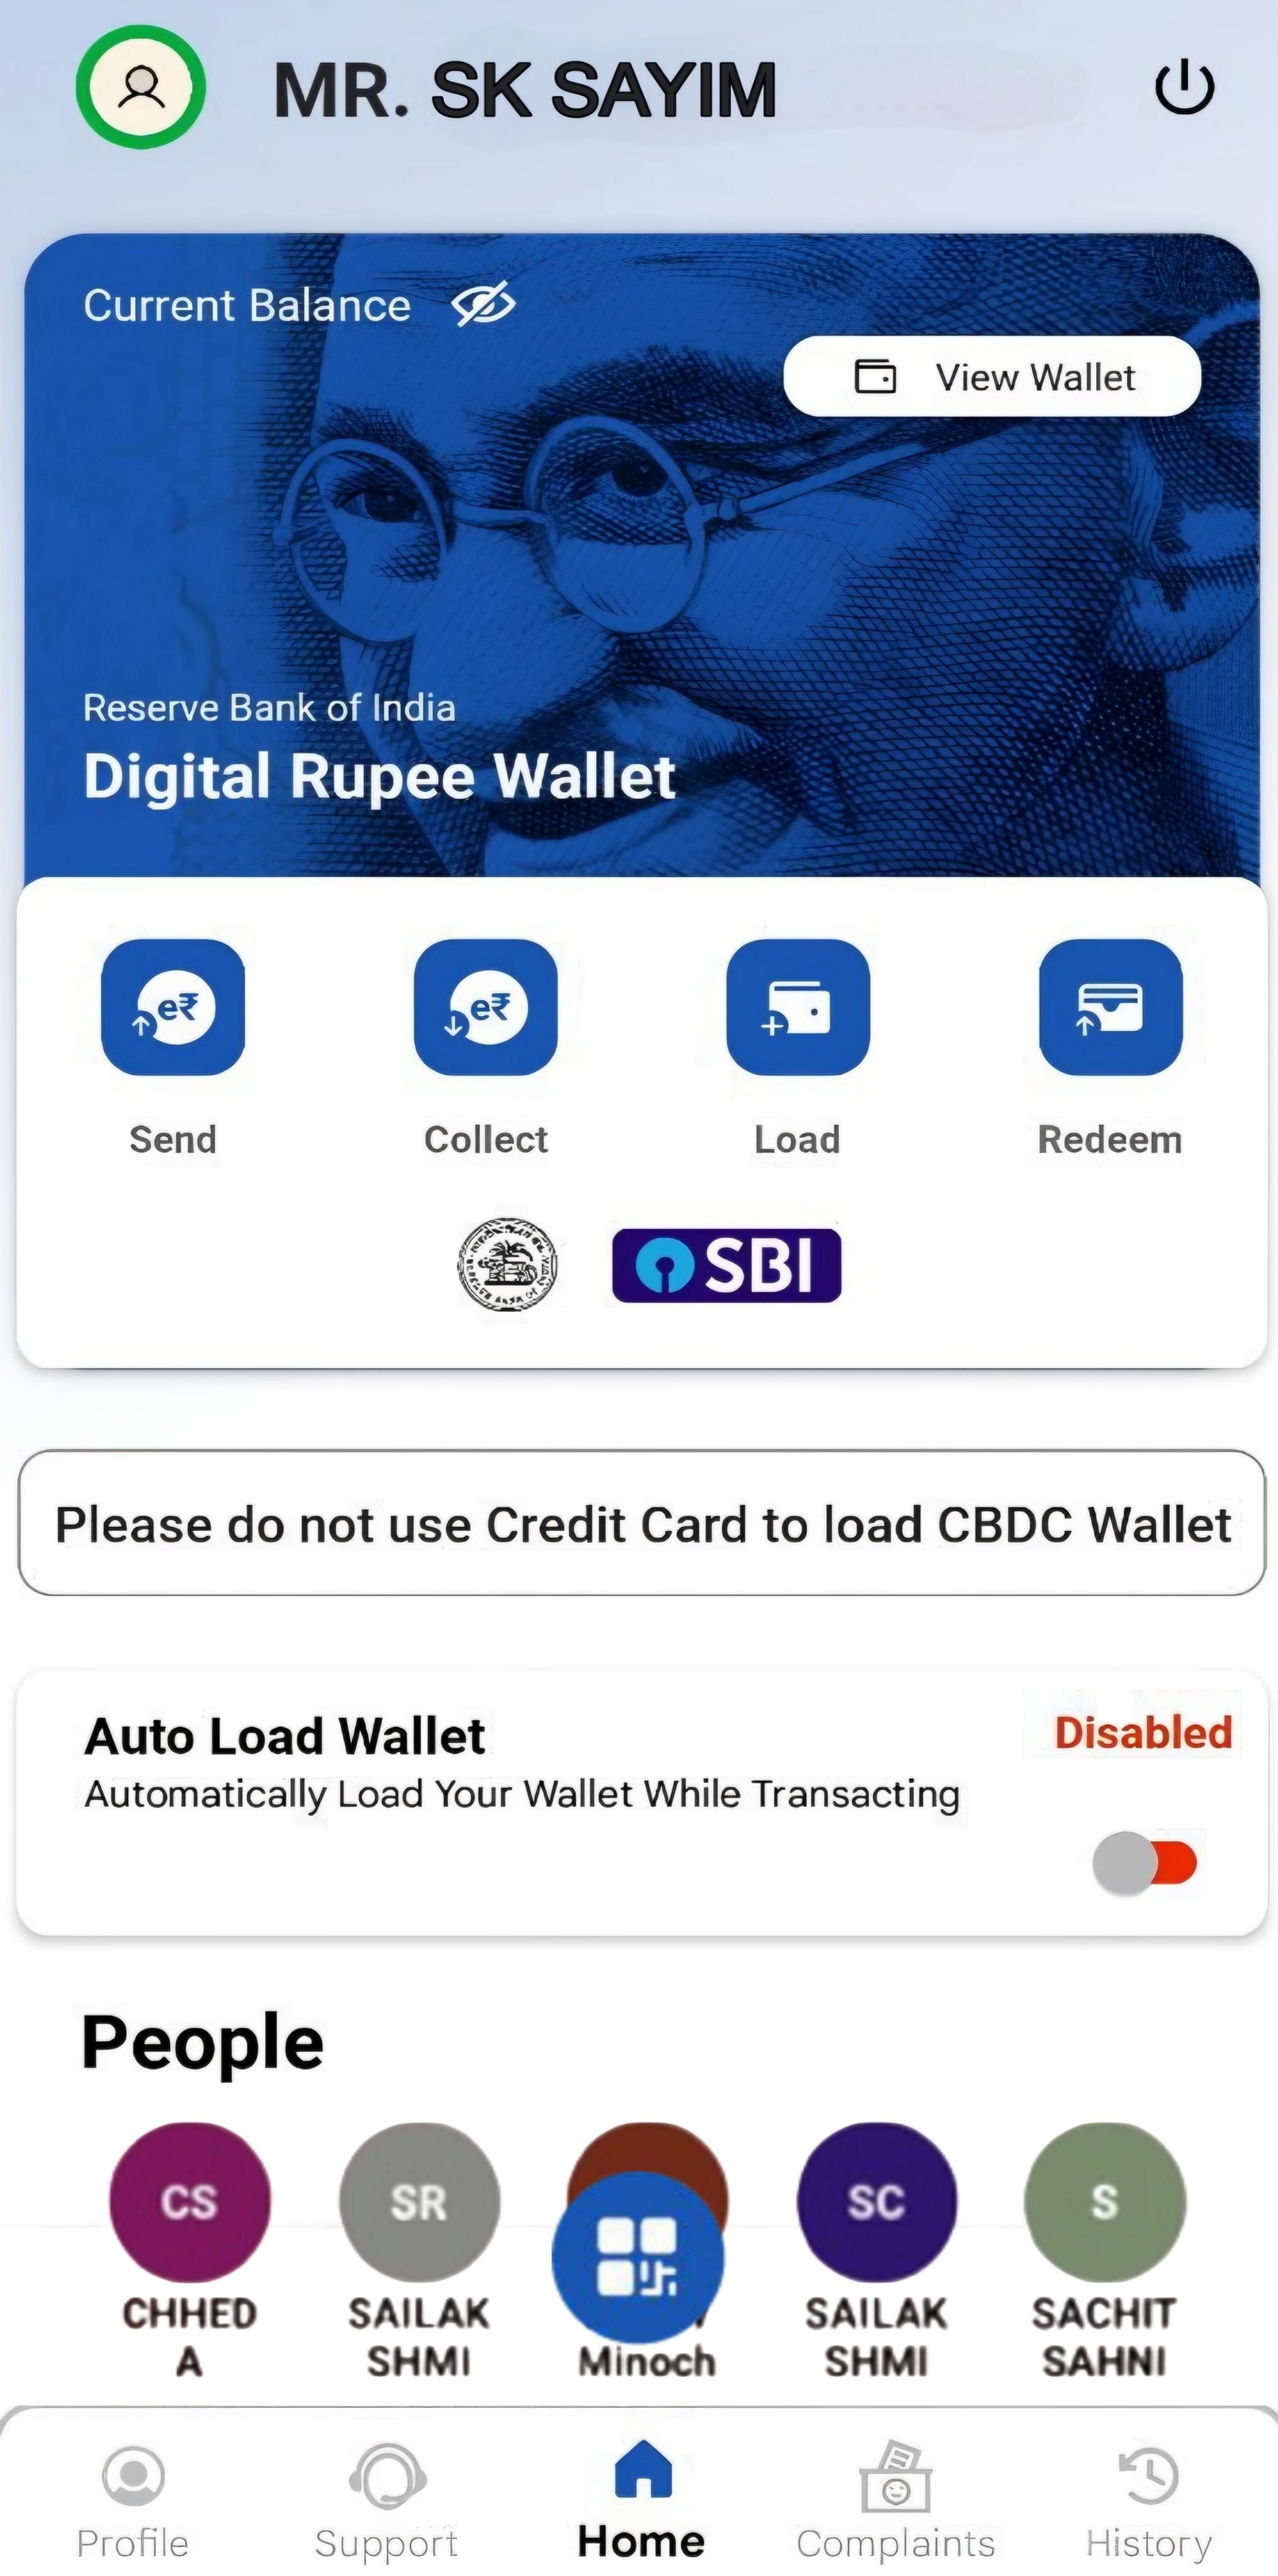 MR. SK SAYIM
Current Balance
View Wallet
Reserve Bank of India
Digital Rupee Wallet
e₹ e₹
Send Collect Load Redeem
SBI
Please do not use Credit Card to load CBDC Wallet
Auto Load Wallet Disabled
Automatically Load Your Wallet While Transacting
People
CS SR SC S
CHHED SAILAK SAILAK SACHIT
A SHMI Minoch SHMI SAHNI
Profile Support Home Complaints History